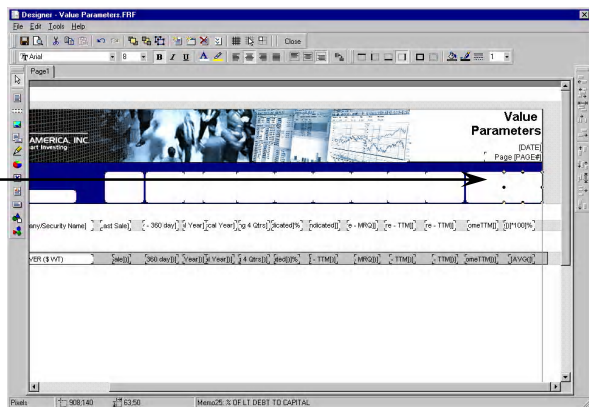 Designer - Value Parameters.FRF
File Edit Tools Help
Close
Arial 8 B I U A 1
Page1
Value
Parameters
AMERICA, INC
art Investing
[DATE]
Page [PAGE#]
any/Security Name] [ast Sale)] [- 360 day)] [l Year)] [cal Year)] [ng 4 Qtrs)] [dicated)%] [ndicated)] [e - MRQ)] [re - TTM)] [re - TTM)] [omeTTM)] [0)*100)%]
VER ($ WT) [ale))] [360 day))] [Year))] [l Year))] [4 Qtrs))] [ded))%] [- TTM))] [MRQ))] [- TTM))] [- TTM))] [omeTTM))] [(AVG(]
Pixels 908;140 63;50 Memo25: % OF LT DEBT TO CAPITAL